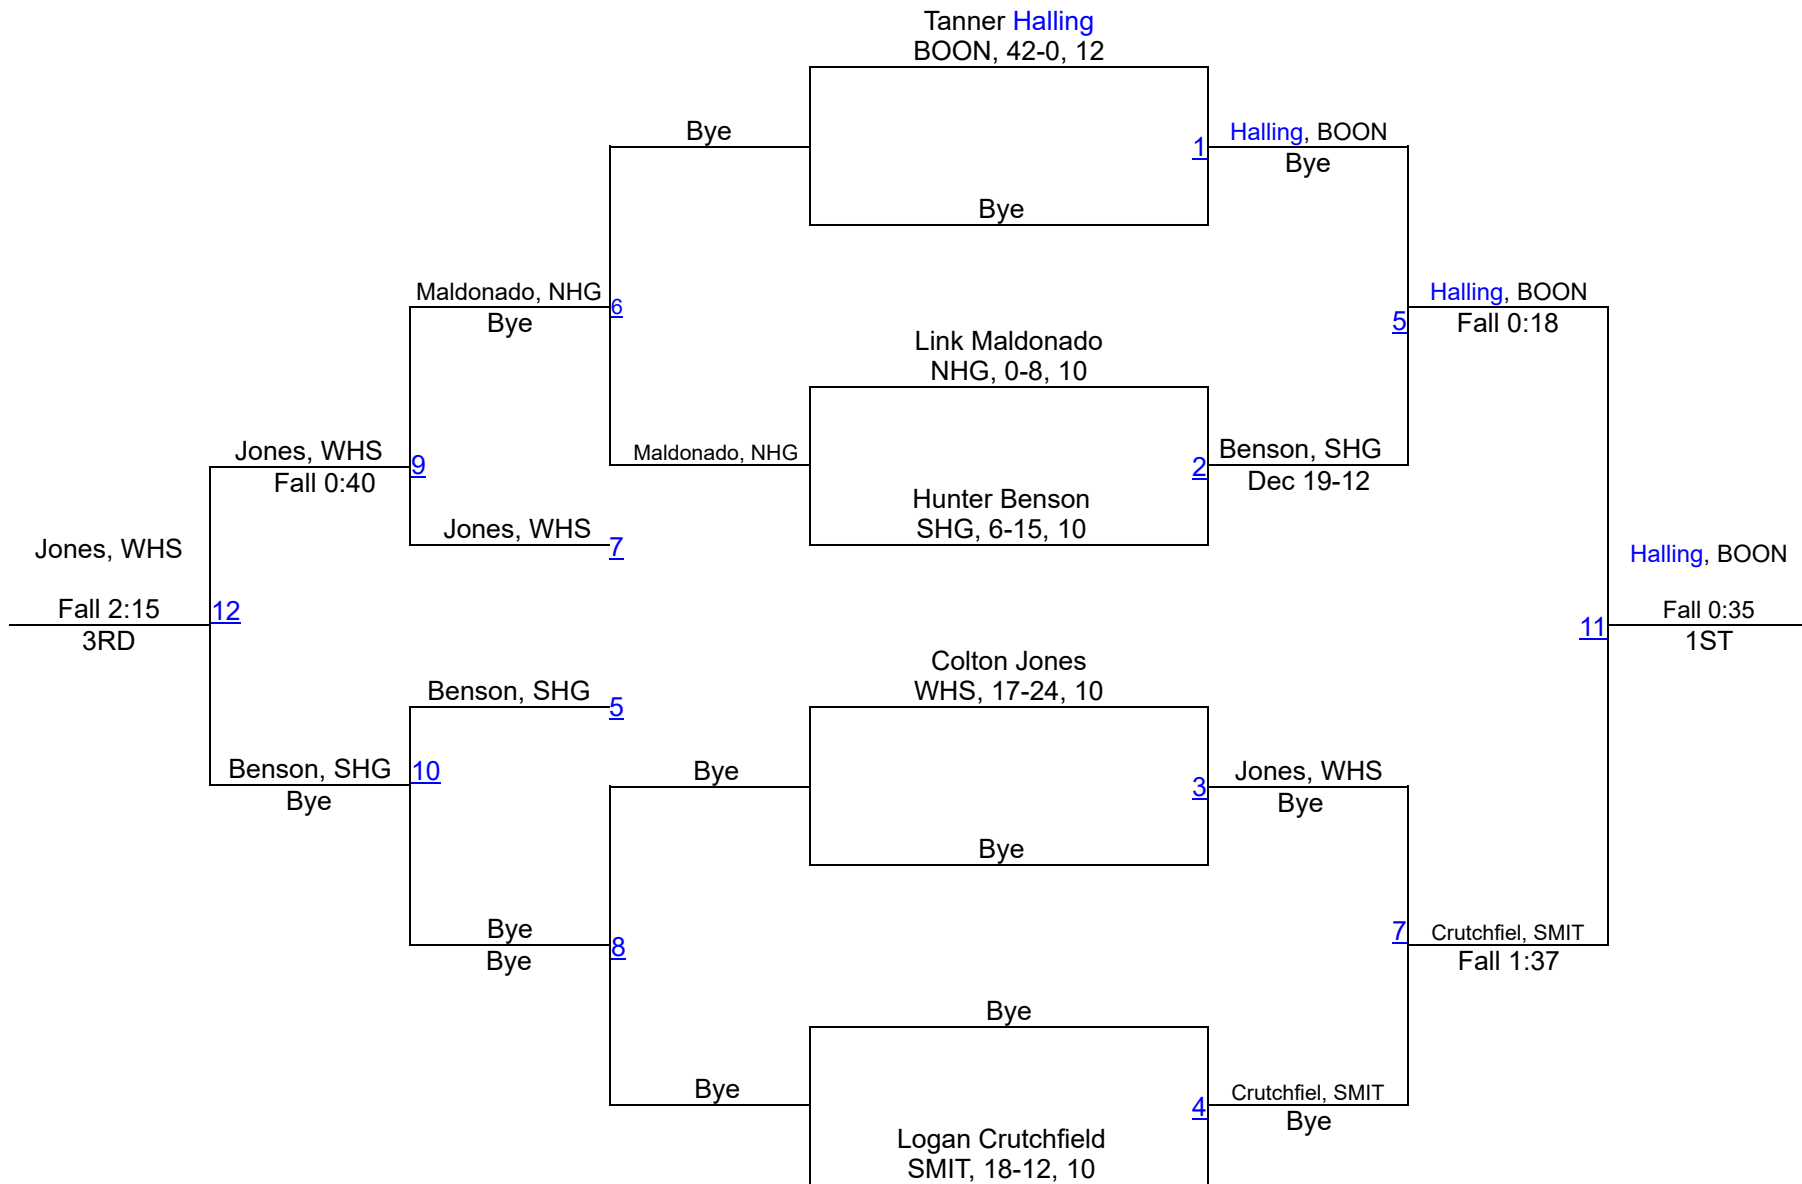 Tanner Halling
BOON, 42-0, 12
Bye
1
Halling, BOON
Bye
Bye
Maldonado, NHG
Bye
6
Halling, BOON
Fall 0:18
5
Link Maldonado
NHG, 0-8, 10
Jones, WHS
Fall 0:40
9
Maldonado, NHG
2
Benson, SHG
Dec 19-12
Hunter Benson
SHG, 6-15, 10
Jones, WHS
7
Jones, WHS
Fall 2:15
3RD
12
Halling, BOON
Fall 0:35
1ST
11
Colton Jones
WHS, 17-24, 10
Benson, SHG
5
Benson, SHG
Bye
10
Bye
3
Jones, WHS
Bye
Bye
Bye
Bye
8
7
Crutchfiel, SMIT
Fall 1:37
Bye
Bye
4
Crutchfiel, SMIT
Bye
Logan Crutchfield
SMIT, 18-12, 10